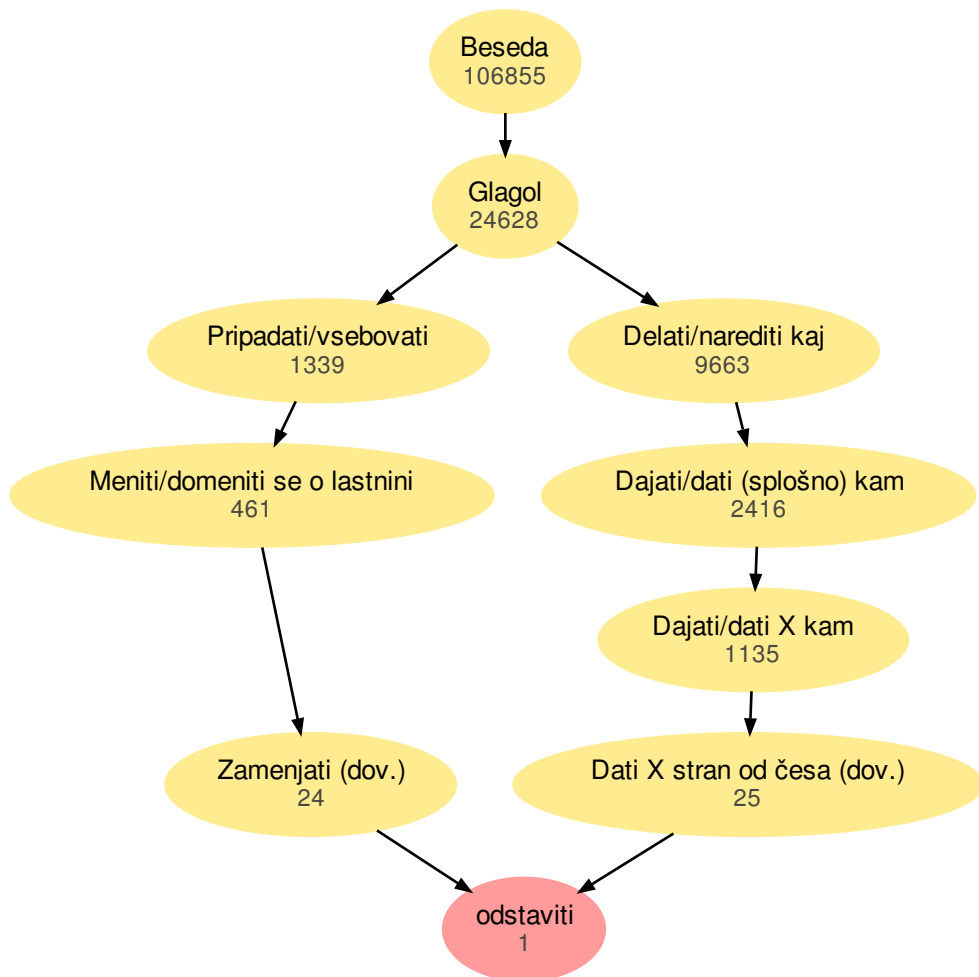 Beseda
106855
Glagol
24628
Pripadati/vsebovati
1339
Delati/narediti kaj
9663
Meniti/domeniti se o lastnini
461
Dajati/dati (splošno) kam
2416
Dajati/dati X kam
1135
Zamenjati (dov.)
24
Dati X stran od česa (dov.)
25
odstaviti
1